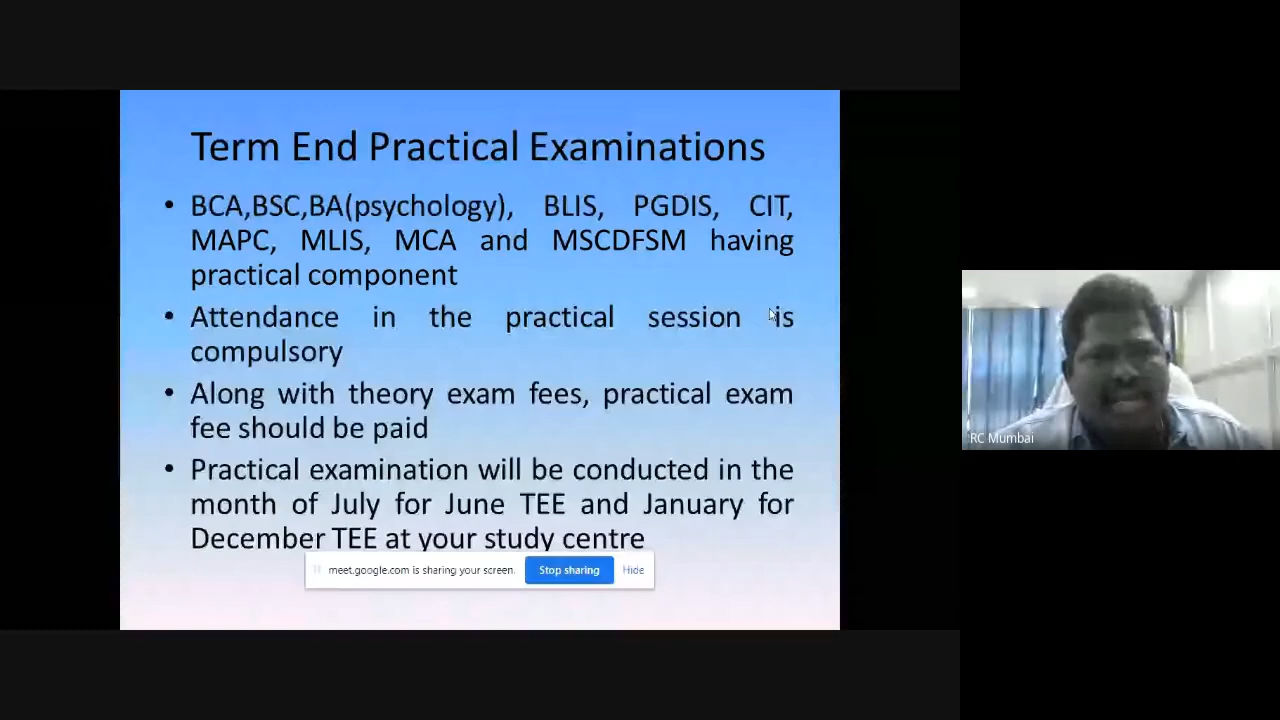 Term End Practical Examinations
• BCA,BSC,BA(psychology), BLIS, PGDIS, CIT,
MAPC, MLIS, MCA and MSCDFSM having
practical component
• Attendance in the practical session is
compulsory
• Along with theory exam fees, practical exam
fee should be paid
• Practical examination will be conducted in the
month of July for June TEE and January for
December TEE at your study centre
meet.google.com is sharing your screen. Stop sharing Hide
RC Mumbai